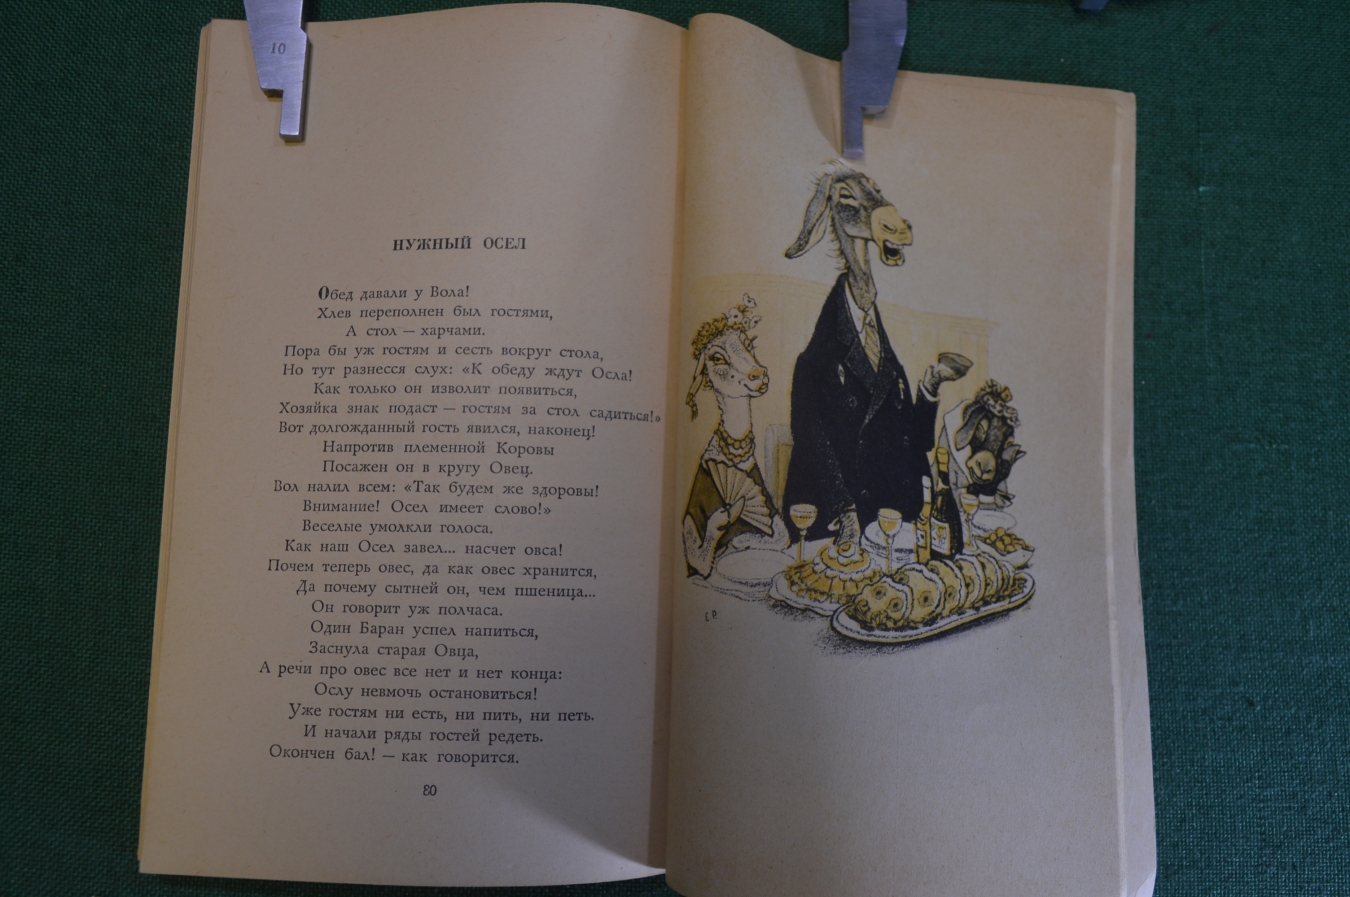 10
НУЖНЫЙ ОСЕЛ
Обед давали у Вола!
Хлев переполнен был гостями,
А стол — харчами.
Пора бы уж гостям и сесть вокруг стола,
Но тут разнесся слух: «К обеду ждут Осла!
Как только он изволит появиться,
Хозяйка знак подаст — гостям за стол садиться!»
Вот долгожданный гость явился, наконец!
Напротив племенной Коровы
Посажен он в кругу Овец.
Вол налил всем: «Так будем же здоровы!
Внимание! Осел имеет слово!»
Веселые умолкли голоса.
Как наш Осел завел... насчет овса!
Почем теперь овес, да как овес хранится,
Да почему сытней он, чем пшеница...
Он говорит уж полчаса.
Один Баран успел напиться,
Заснула старая Овца,
А речи про овес все нет и нет конца:
Ослу невмочь остановиться!
Уже гостям ни есть, ни пить, ни петь.
И начали ряды гостей редеть.
Окончен бал! — как говорится.
80
Е Р